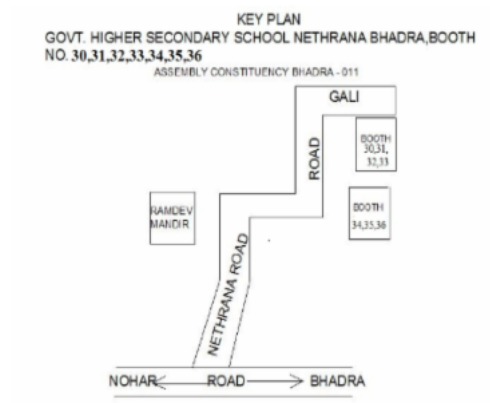 KEY PLAN
GOVT. HIGHER SECONDARY SCHOOL NETHRANA BHADRA,BOOTH
NO. 30,31,32,33,34,35,36
ASSEMBLY CONSTITUENCY BHADRA - 011
GALI
ROAD
BOOTH
30,31,
32,33
RAMDEV
MANDIR
BOOTH
34,35,36
NETHRANA ROAD
NOHAR ROAD BHADRA